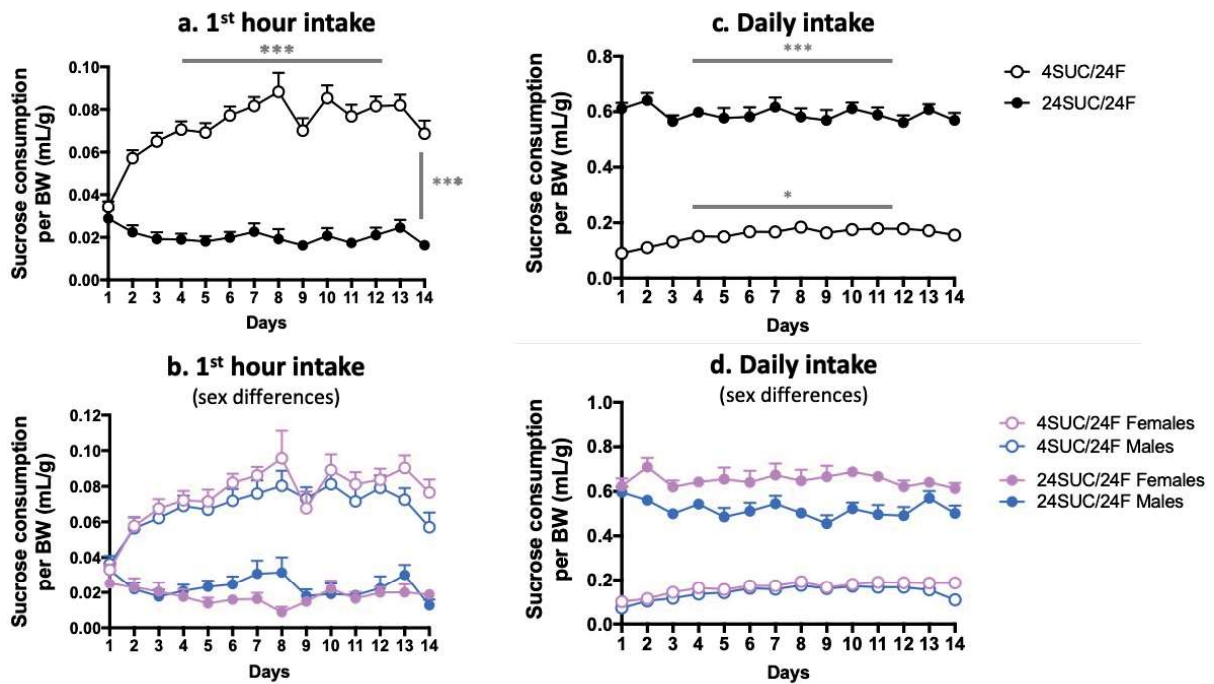 a. 1st hour intake
***
0.10
0.08
0.06
0.04
0.02
0.00
***
1 2 3 4 5 6 7 8 9 10 11 12 13 14
Days
Sucrose consumption
per BW (mL/g)
c. Daily intake
***
0.8
0.6
0.4
0.2
0.0
*
1 2 3 4 5 6 7 8 9 10 11 12 13 14
Days
Sucrose consumption
per BW (mL/g)
4SUC/24F
24SUC/24F
b. 1st hour intake
(sex differences)
0.12
0.10
0.08
0.06
0.04
0.02
0.00
1 2 3 4 5 6 7 8 9 10 11 12 13 14
Days
Sucrose consumption
per BW (mL/g)
d. Daily intake
(sex differences)
1.0
0.8
0.6
0.4
0.2
0.0
1 2 3 4 5 6 7 8 9 10 11 12 13 14
Days
Sucrose consumption
per BW (mL/g)
4SUC/24F Females
4SUC/24F Males
24SUC/24F Females
24SUC/24F Males